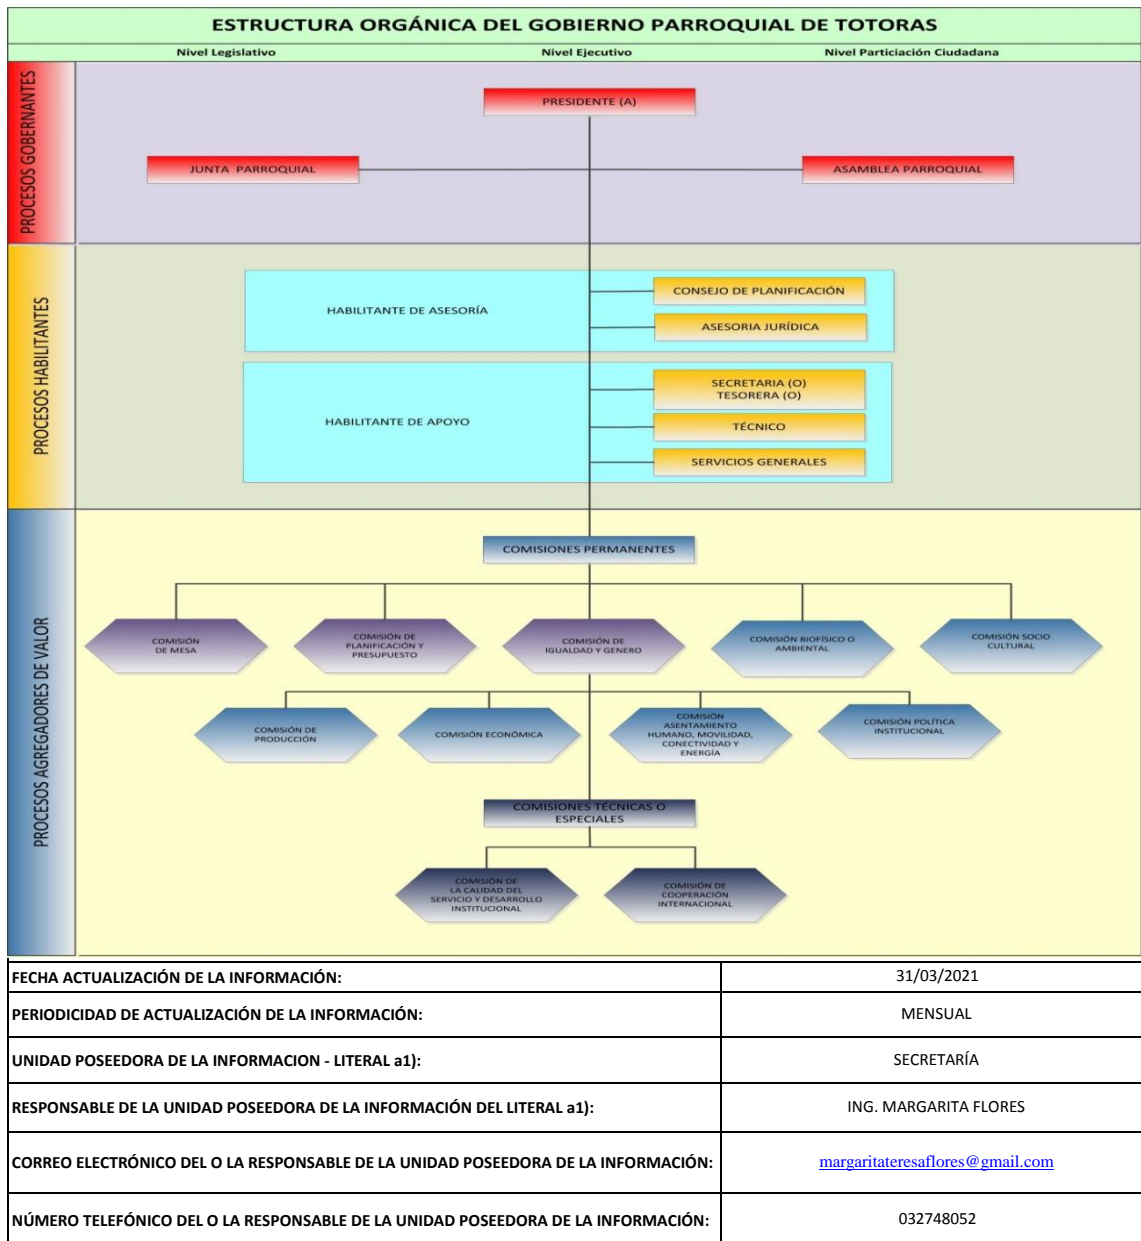 ESTRUCTURA ORGÁNICA DEL GOBIERNO PARROQUIAL DE TOTORAS
Nivel Legislativo
Nivel Ejecutivo
Nivel Particiación Ciudadana
PROCESOS GOBERNANTES
PRESIDENTE (A)
JUNTA PARROQUIAL
ASAMBLEA PARROQUIAL
PROCESOS HABILITANTES
HABILITANTE DE ASESORÍA
CONSEJO DE PLANIFICACIÓN
ASESORIA JURÍDICA
HABILITANTE DE APOYO
SECRETARIA (O)
TESORERA (O)
TÉCNICO
SERVICIOS GENERALES
PROCESOS AGREGADORES DE VALOR
COMISIONES PERMANENTES
COMISIÓN
DE MESA
COMISIÓN DE
PLANIFICACIÓN Y
PRESUPUESTO
COMISIÓN DE
IGUALDAD Y GENERO
COMISIÓN BIOFÍSICO O
AMBIENTAL
COMISIÓN SOCIO
CULTURAL
COMISIÓN DE
PRODUCCIÓN
COMISIÓN ECONÓMICA
COMISIÓN
ASENTAMIENTO
HUMANO, MOVILIDAD,
CONECTIVIDAD Y
ENERGÍA
COMISIÓN POLÍTICA
INSTITUCIONAL
COMISIONES TÉCNICAS O
ESPECIALES
COMISIÓN DE
LA CALIDAD DEL
SERVICIO Y DESARROLLO
INSTITUCIONAL
COMISIÓN DE
COOPERACIÓN
INTERNACIONAL
FECHA ACTUALIZACIÓN DE LA INFORMACIÓN:
31/03/2021
PERIODICIDAD DE ACTUALIZACIÓN DE LA INFORMACIÓN:
MENSUAL
UNIDAD POSEEDORA DE LA INFORMACION - LITERAL a1):
SECRETARÍA
RESPONSABLE DE LA UNIDAD POSEEDORA DE LA INFORMACIÓN DEL LITERAL a1):
ING. MARGARITA FLORES
CORREO ELECTRÓNICO DEL O LA RESPONSABLE DE LA UNIDAD POSEEDORA DE LA INFORMACIÓN:
margaritateresaflores@gmail.com
NÚMERO TELEFÓNICO DEL O LA RESPONSABLE DE LA UNIDAD POSEEDORA DE LA INFORMACIÓN:
032748052